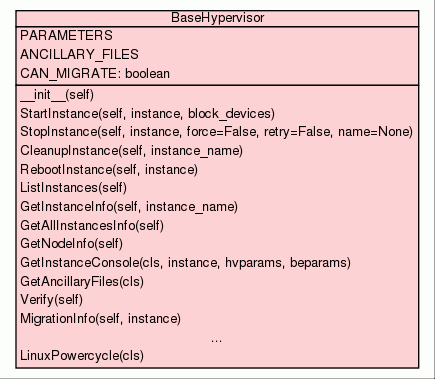 BaseHypervisor
PARAMETERS
ANCILLARY_FILES
CAN_MIGRATE: boolean
__init__(self)
StartInstance(self, instance, block_devices)
StopInstance(self, instance, force=False, retry=False, name=None)
CleanupInstance(self, instance_name)
RebootInstance(self, instance)
ListInstances(self)
GetInstanceInfo(self, instance_name)
GetAllInstancesInfo(self)
GetNodeInfo(self)
GetInstanceConsole(cls, instance, hvparams, beparams)
GetAncillaryFiles(cls)
Verify(self)
MigrationInfo(self, instance)
...
LinuxPowercycle(cls)